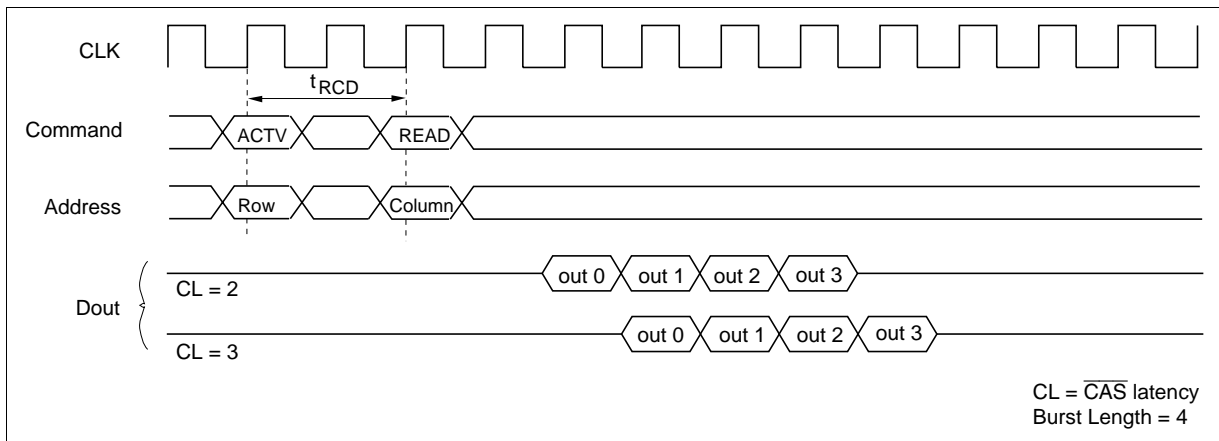 CLK
tRCD
Command
ACTV
READ
Address
Row
Column
Dout
CL = 2
out 0 out 1 out 2 out 3
CL = 3
out 0 out 1 out 2 out 3
CL = C̅A̅S̅ latency
Burst Length = 4